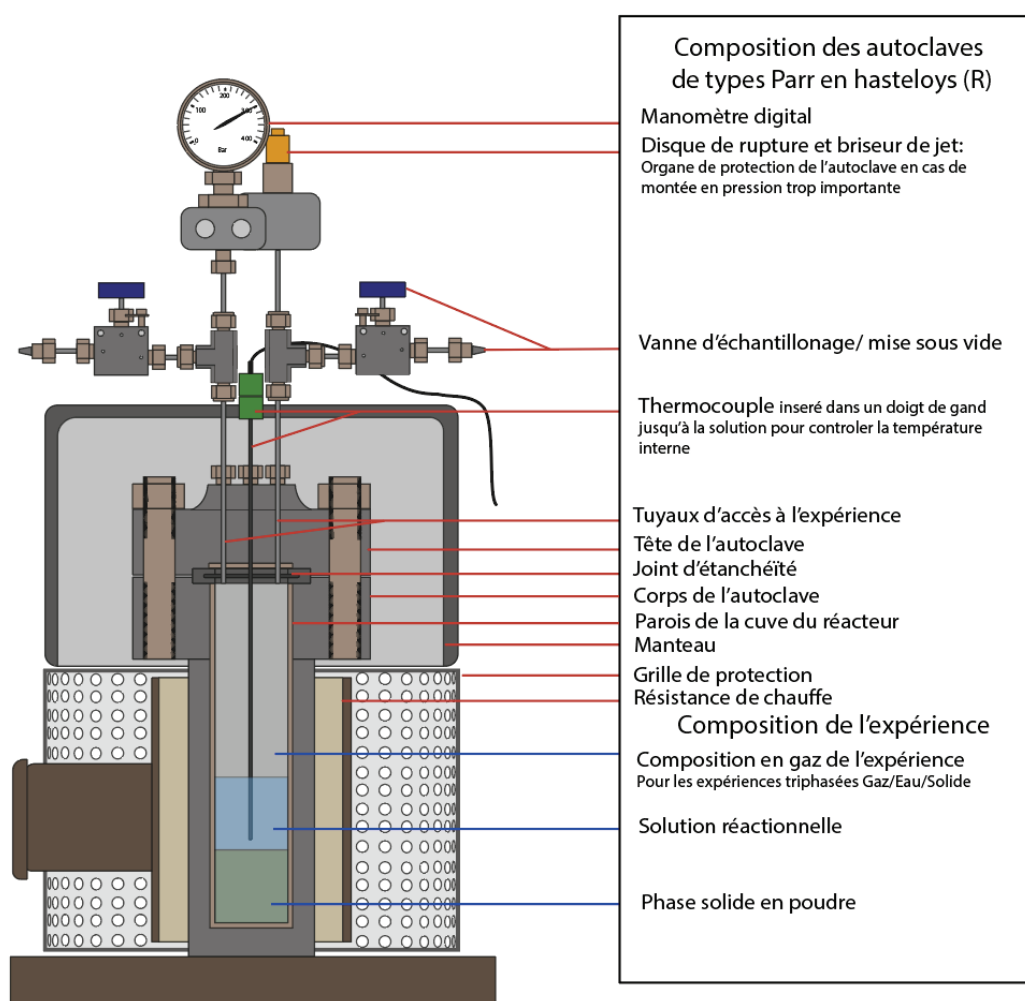 Composition des autoclaves
de types Parr en hasteloys (R)
Manomètre digital
Disque de rupture et briseur de jet:
Organe de protection de l'autoclave en cas de
montée en pression trop importante
Vanne d'échantillonage/ mise sous vide
Thermocouple inseré dans un doigt de gand
jusqu'à la solution pour controler la température
interne
Tuyaux d'accès à l'expérience
Tête de l'autoclave
Joint d'étanchéïté
Corps de l'autoclave
Parois de la cuve du réacteur
Manteau
Grille de protection
Résistance de chauffe
Composition de l'expérience
Composition en gaz de l'expérience
Pour les expériences triphasées Gaz/Eau/Solide
Solution réactionnelle
Phase solide en poudre
0
100
200
400
Bar